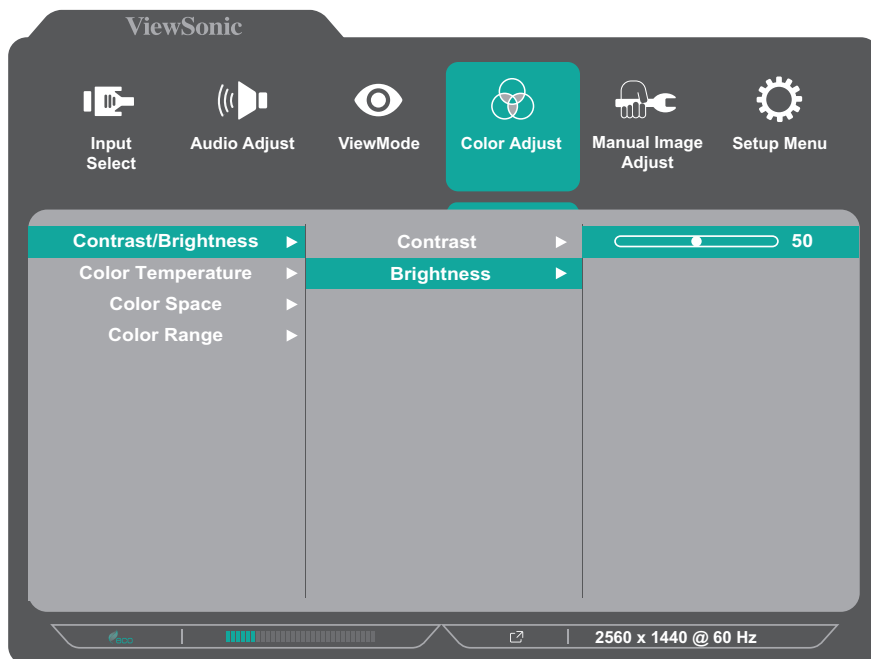 ViewSonic
Input Select
Audio Adjust
ViewMode
Color Adjust
Manual Image Adjust
Setup Menu
Contrast/Brightness
Contrast
50
Color Temperature
Brightness
Color Space
Color Range
eco
2560 x 1440 @ 60 Hz